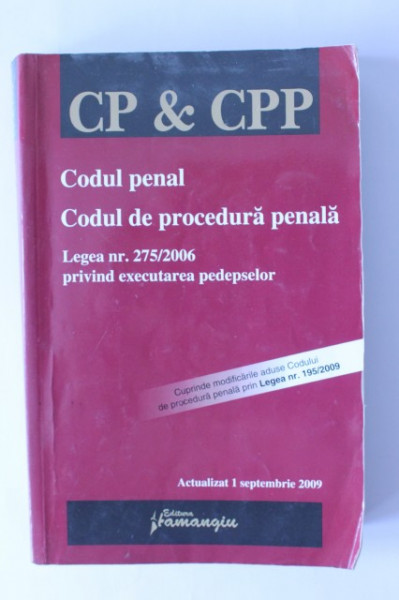 CP & CPP
Codul penal
Codul de procedură penală
Legea nr. 275/2006
privind executarea pedepselor
Cuprinde modificările aduse Codului
de procedură penală prin Legea nr. 195/2009
Actualizat 1 septembrie 2009
Editura
Hamangiu